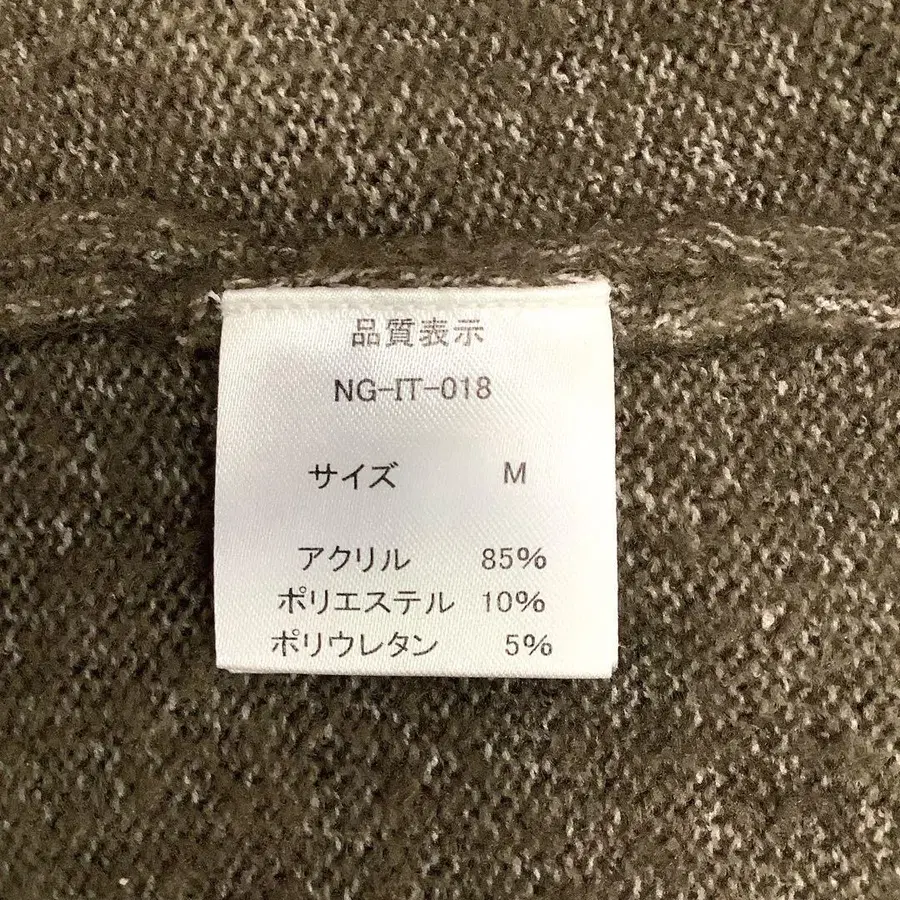 品質表示
NG-IT-018
サイズ M
アクリル 85%
ポリエステル 10%
ポリウレタン 5%